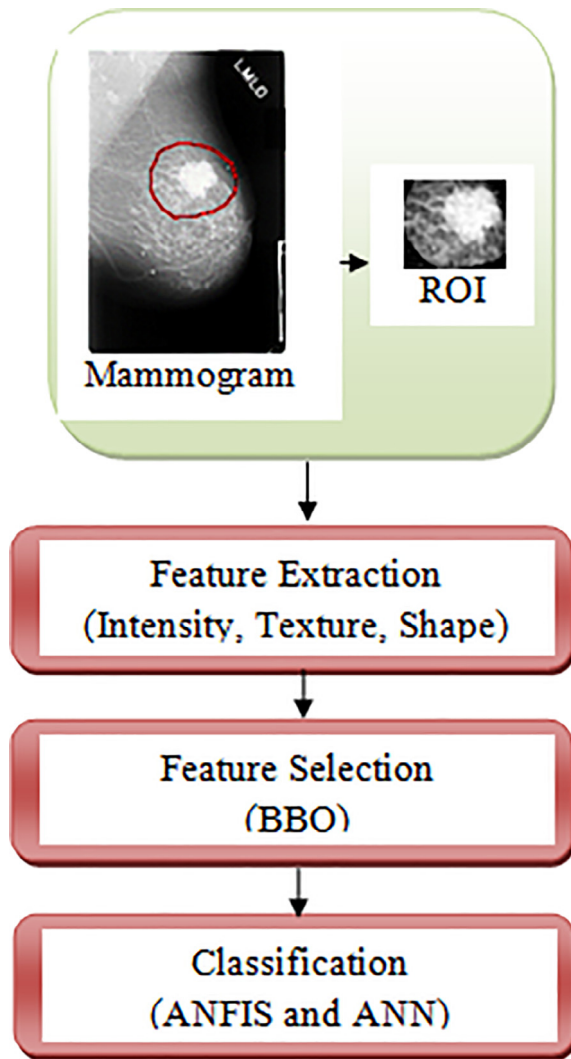 LMLO
Mammogram
ROI
Feature Extraction
(Intensity, Texture, Shape)
Feature Selection
(BBO)
Classification
(ANFIS and ANN)